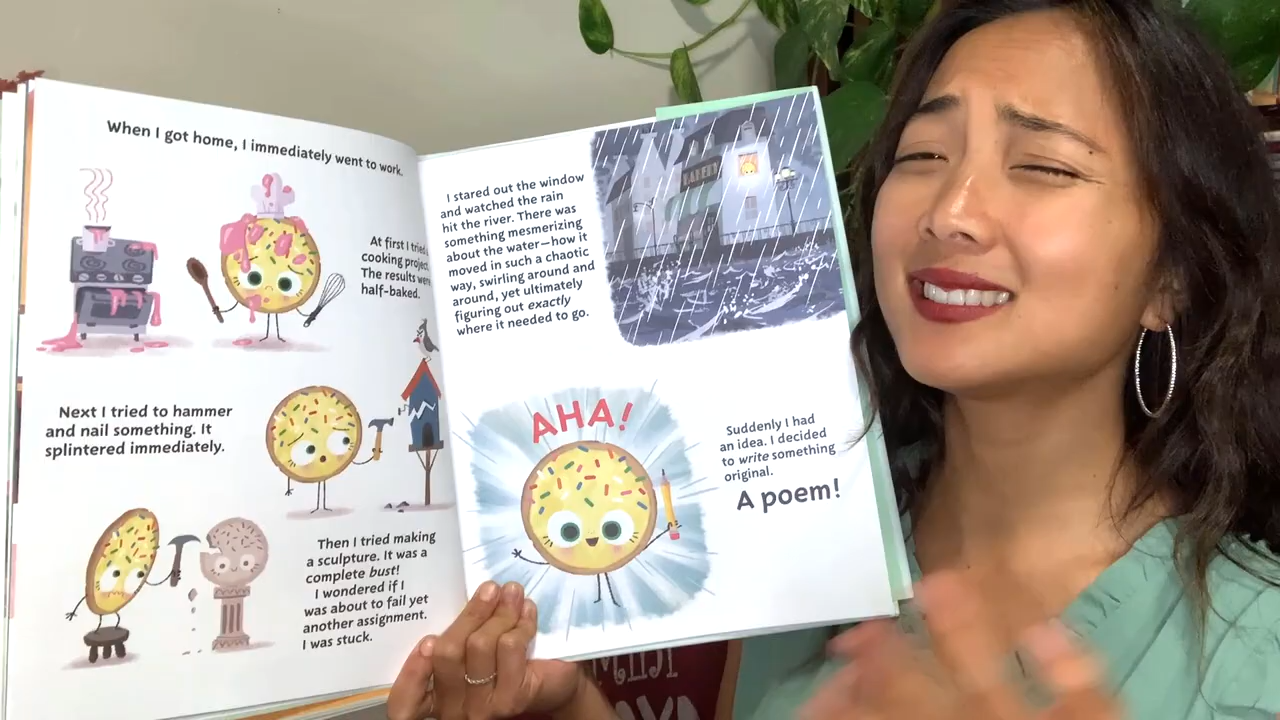 When I got home, I immediately went to work.
At first I tried
cooking project.
The results were
half-baked.
Next I tried to hammer
and nail something. It
splintered immediately.
Then I tried making
a sculpture. It was a
complete bust!
I wondered if I
was about to fail yet
another assignment.
I was stuck.
I stared out the window
and watched the rain
hit the river. There was
something mesmerizing
about the water—how it
moved in such a chaotic
way, swirling around and
around, yet ultimately
figuring out exactly
where it needed to go.
BAKERY
AHA!
Suddenly I had
an idea. I decided
to write something
original.
A poem!